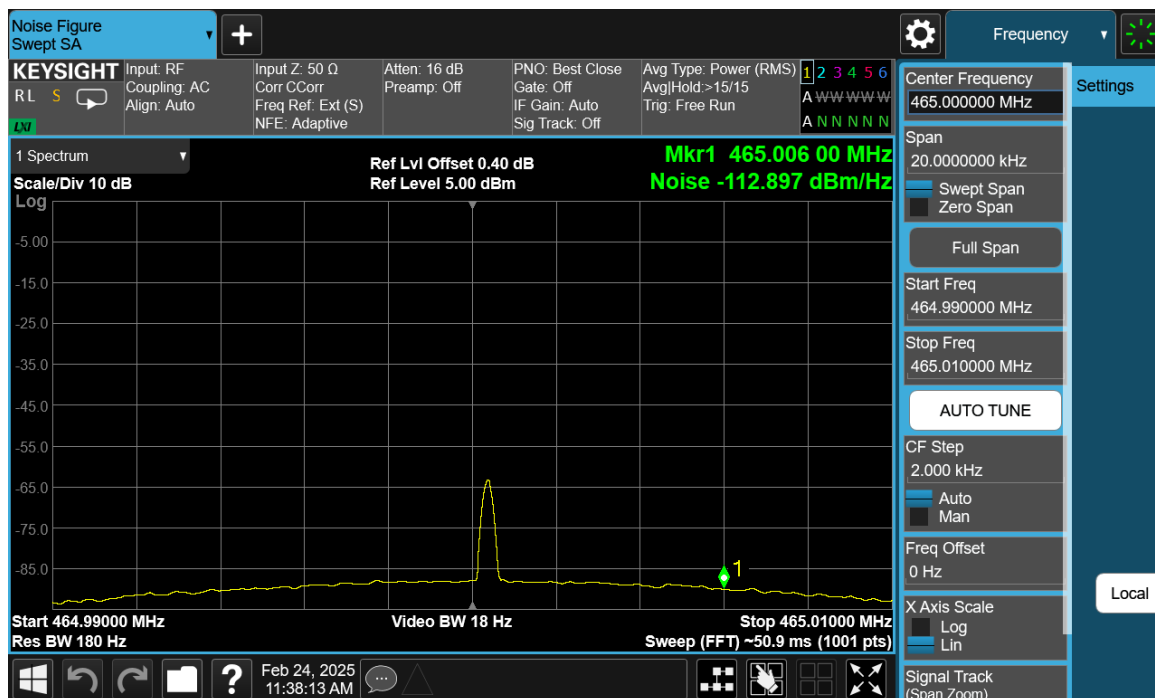 Noise Figure
Swept SA
Frequency
KEYSIGHT
RL S
LXI
Input: RF
Coupling: AC
Align: Auto
Input Z: 50 Ω
Corr CCorr
Freq Ref: Ext (S)
NFE: Adaptive
Atten: 16 dB
Preamp: Off
PNO: Best Close
Gate: Off
IF Gain: Auto
Sig Track: Off
Avg Type: Power (RMS)
Avg|Hold:>15/15
Trig: Free Run
1 2 3 4 5 6
A W W W W W
A N N N N N
1 Spectrum
Scale/Div 10 dB
Log
Ref Lvl Offset 0.40 dB
Ref Level 5.00 dBm
Mkr1 465.006 00 MHz
Noise -112.897 dBm/Hz
-5.00
-15.0
-25.0
-35.0
-45.0
-55.0
-65.0
-75.0
-85.0
1
Start 464.99000 MHz
Res BW 180 Hz
Video BW 18 Hz
Stop 465.01000 MHz
Sweep (FFT) ~50.9 ms (1001 pts)
Feb 24, 2025
11:38:13 AM
?
Center Frequency
465.000000 MHz
Span
20.0000000 kHz
Swept Span
Zero Span
Full Span
Start Freq
464.990000 MHz
Stop Freq
465.010000 MHz
AUTO TUNE
CF Step
2.000 kHz
Auto
Man
Freq Offset
0 Hz
X Axis Scale
Log
Lin
Signal Track
(Span Zoom)
Settings
Local